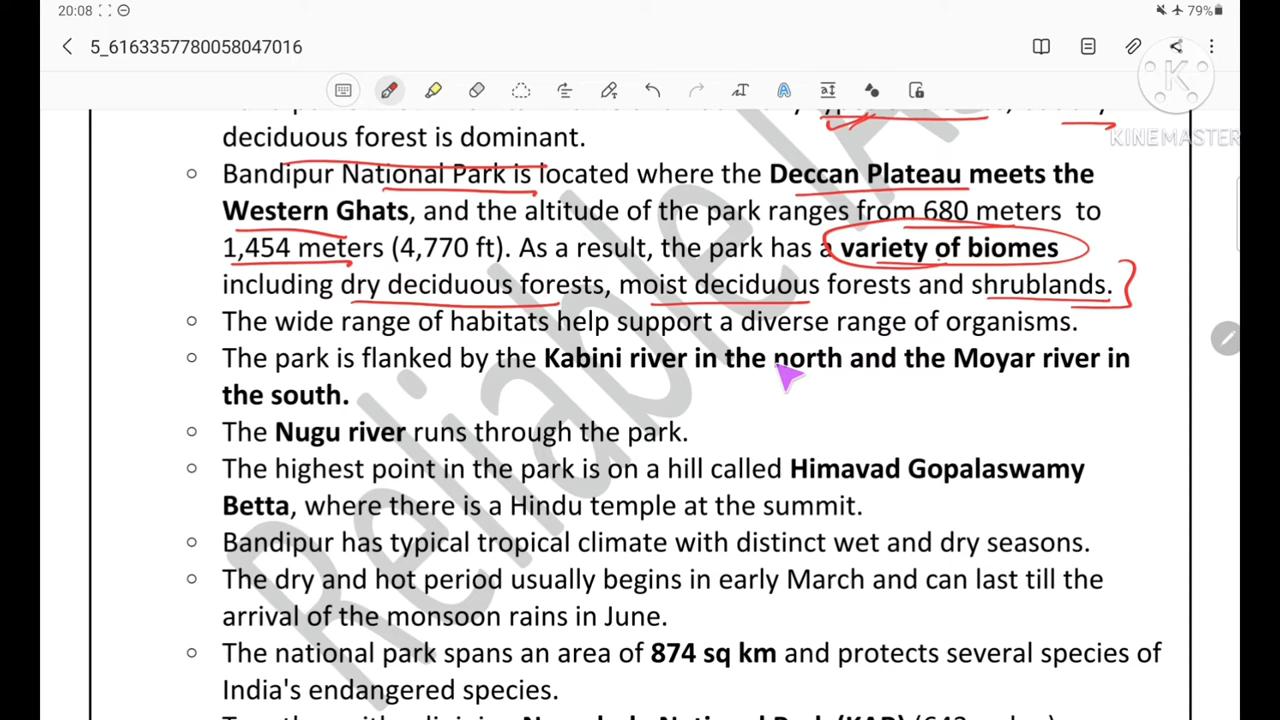 20:08 79%
5_6163357780058047016
KINEMASTER
deciduous forest is dominant.
Bandipur National Park is located where the Deccan Plateau meets the
Western Ghats, and the altitude of the park ranges from 680 meters to
1,454 meters (4,770 ft). As a result, the park has a variety of biomes
including dry deciduous forests, moist deciduous forests and shrublands.
The wide range of habitats help support a diverse range of organisms.
The park is flanked by the Kabini river in the north and the Moyar river in
the south.
The Nugu river runs through the park.
The highest point in the park is on a hill called Himavad Gopalaswamy
Betta, where there is a Hindu temple at the summit.
Bandipur has typical tropical climate with distinct wet and dry seasons.
The dry and hot period usually begins in early March and can last till the
arrival of the monsoon rains in June.
The national park spans an area of 874 sq km and protects several species of
India's endangered species.
Reliable IAS